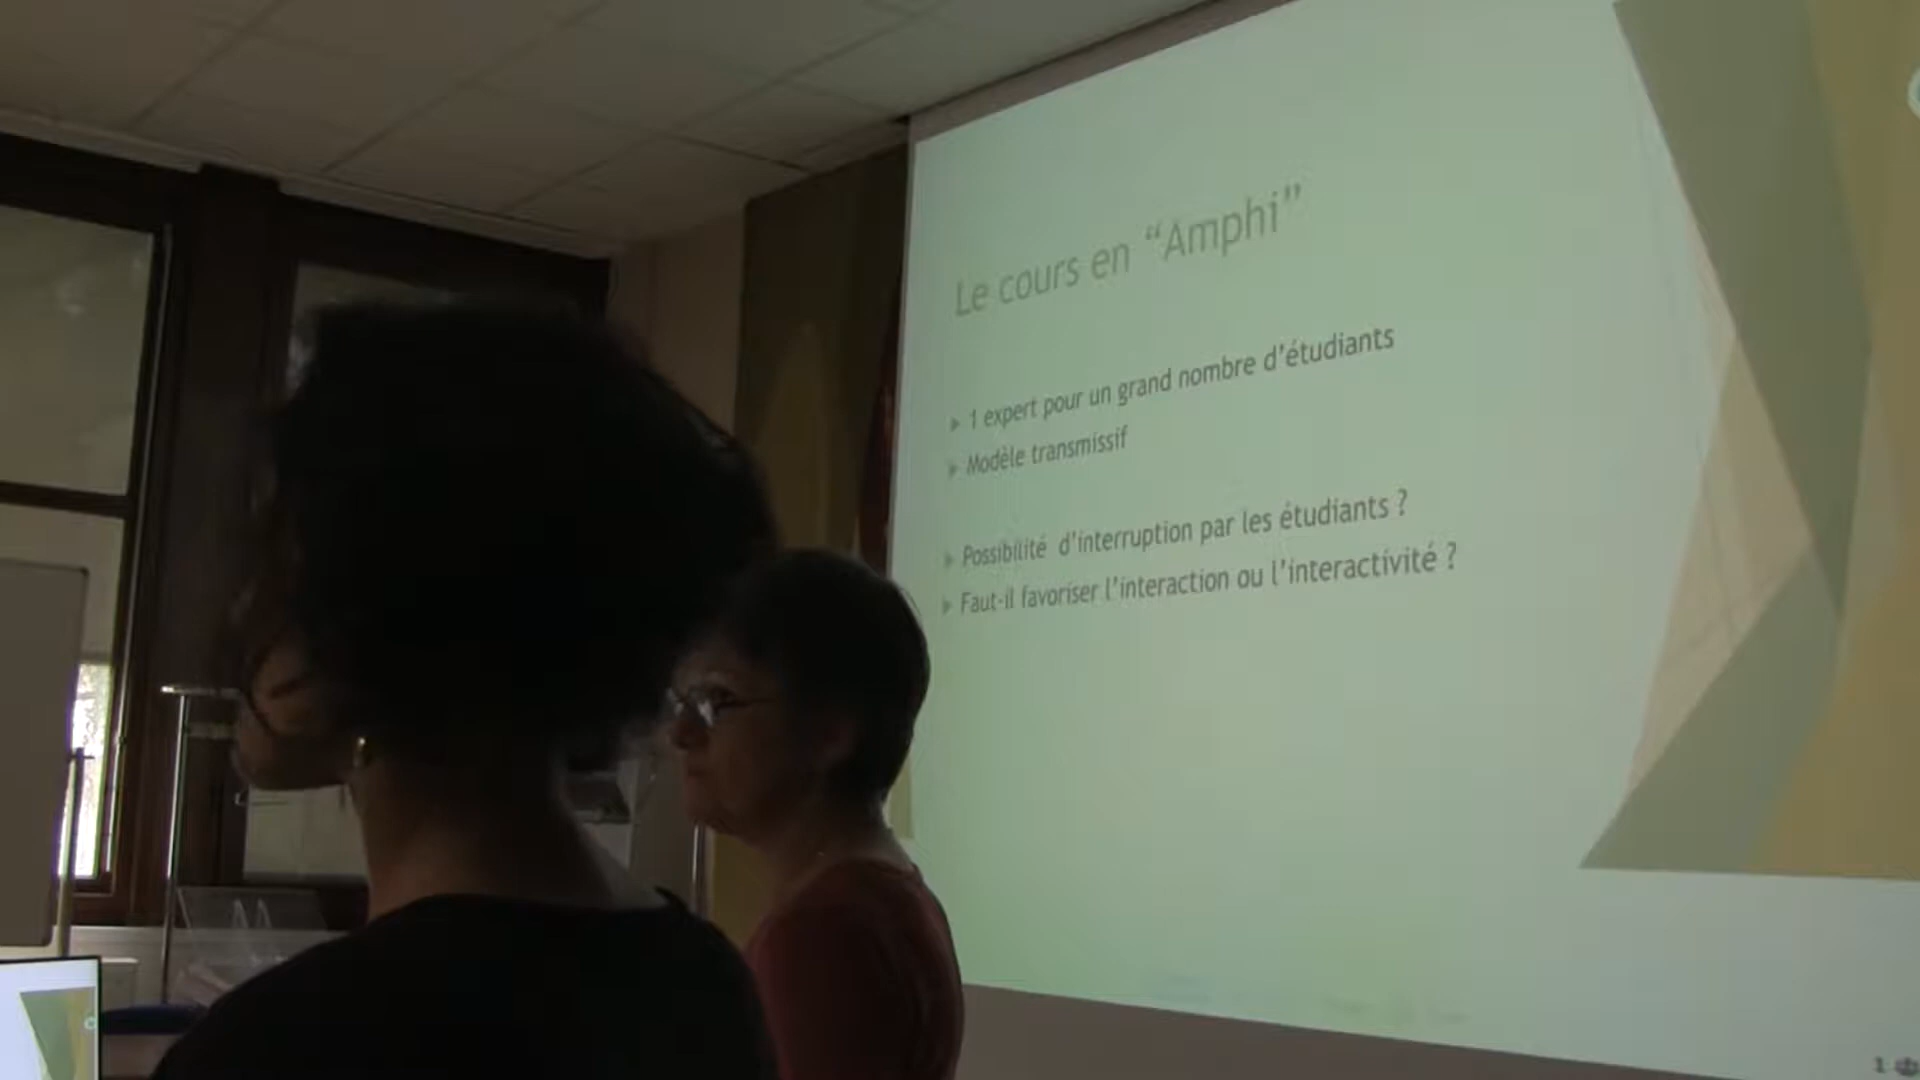 Le cours en “Amphi”
1 expert pour un grand nombre d’étudiants
Modèle transmissif
Possibilité d’interruption par les étudiants ?
Faut-il favoriser l’interaction ou l’interactivité ?
1